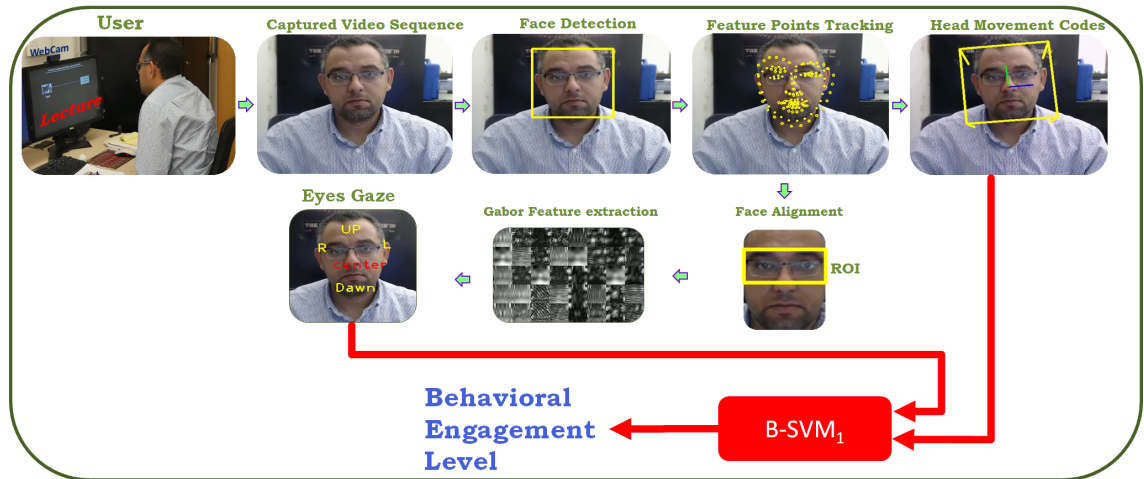 User
Captured Video Sequence
Face Detection
Feature Points Tracking
Head Movement Codes
WebCam
Lecture
Eyes Gaze
Gabor Feature extraction
Face Alignment
UP
R
L
center
Dawn
ROI
Behavioral
Engagement
Level
B-SVM1